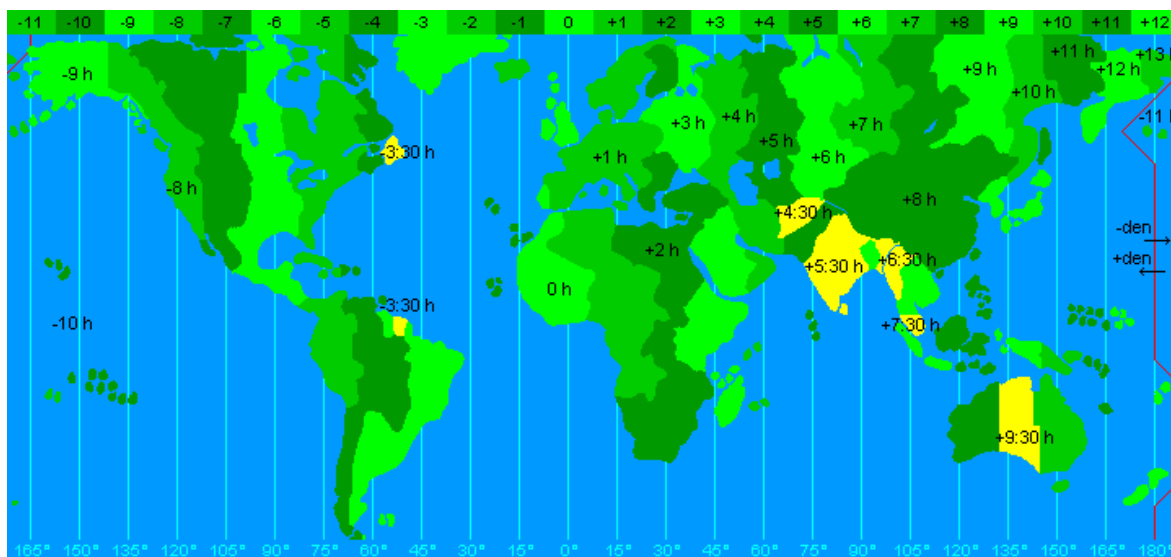 -11 -10 -9 -8 -7 -6 -5 -4 -3 -2 -1 0 +1 +2 +3 +4 +5 +6 +7 +8 +9 +10 +11 +12
+11 h +13 h
-9 h +9 h +12 h
+10 h
-11 h
+3 h +4 h +7 h
+5 h
-3:30 h +1 h +6 h
-8 h +8 h
+4:30 h
-den
+2 h +5:30 h +6:30 h +den
0 h
-3:30 h
-10 h +7:30 h
+9:30 h
165° 150° 135° 120° 105° 90° 75° 60° 45° 30° 15° 0° 15° 30° 45° 60° 75° 90° 105° 120° 135° 150° 165° 180°